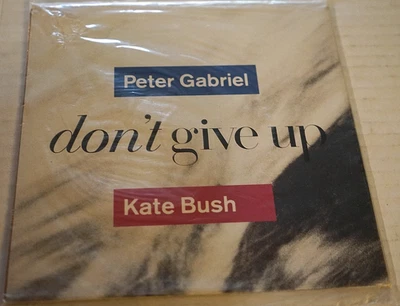 Peter Gabriel
don't give up
Kate Bush